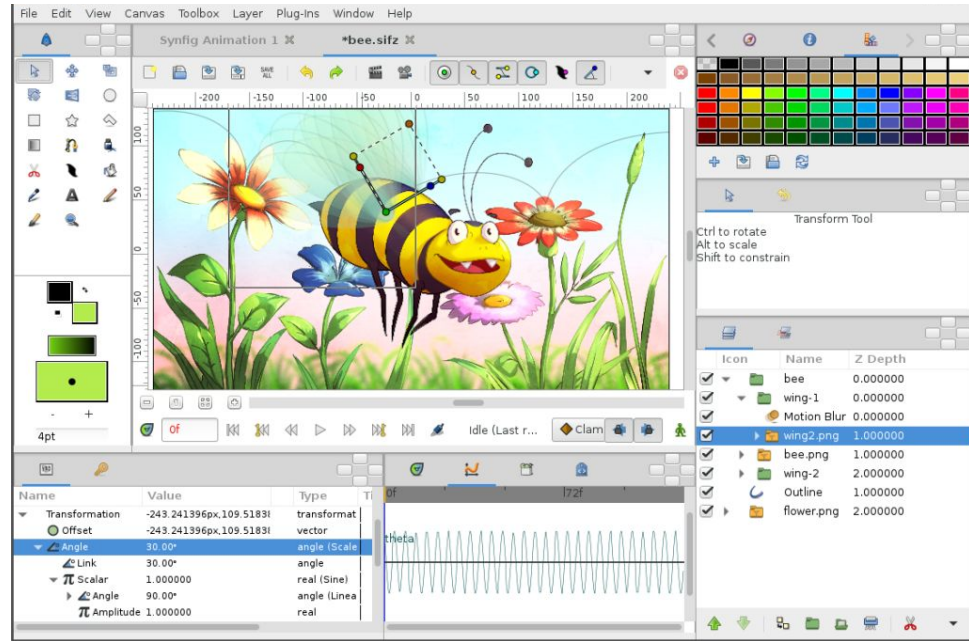 File Edit View Canvas Toolbox Layer Plug-Ins Window Help
Synfig Animation 1
*bee.sifz
SAVE ALL
-200 -150 -100 -50 0 50 100 150 200
100
50
0
-50
-100
Transform Tool
Ctrl to rotate
Alt to scale
Shift to constrain
Icon Name Z Depth
bee 0.000000
wing-1 0.000000
Motion Blur 0.000000
wing2.png 1.000000
bee.png 1.000000
wing-2 2.000000
Outline 1.000000
flower.png 2.000000
- +
4pt
0f
Idle (Last r...
Clam
Name Value Type Ti
Transformation -243.241396px,109.5183 transformat
Offset -243.241396px,109.5183 vector
Angle 30.00° angle (Scale
Link 30.00° angle
π Scalar 1.000000 real (Sine)
Angle 90.00° angle (Linea
π Amplitude 1.000000 real
0f 72f
theta